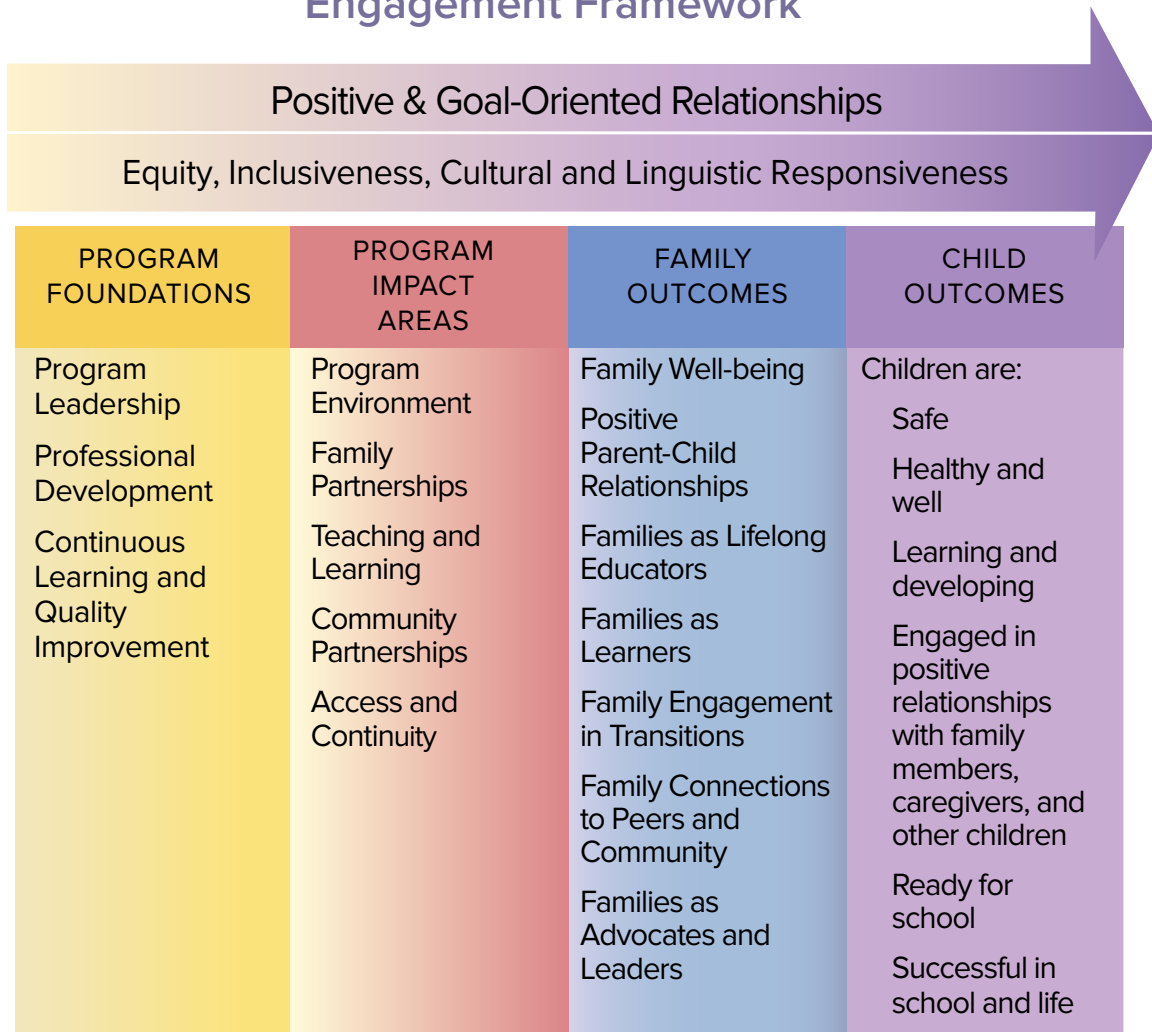 Engagement Framework
Positive & Goal-Oriented Relationships
Equity, Inclusiveness, Cultural and Linguistic Responsiveness
PROGRAM
FOUNDATIONS
Program
Leadership
Professional
Development
Continuous
Learning and
Quality
Improvement
PROGRAM
IMPACT
AREAS
Program
Environment
Family
Partnerships
Teaching and
Learning
Community
Partnerships
Access and
Continuity
FAMILY
OUTCOMES
Family Well-being
Positive
Parent-Child
Relationships
Families as Lifelong
Educators
Families as
Learners
Family Engagement
in Transitions
Family Connections
to Peers and
Community
Families as
Advocates and
Leaders
CHILD
OUTCOMES
Children are:
Safe
Healthy and
well
Learning and
developing
Engaged in
positive
relationships
with family
members,
caregivers, and
other children
Ready for
school
Successful in
school and life